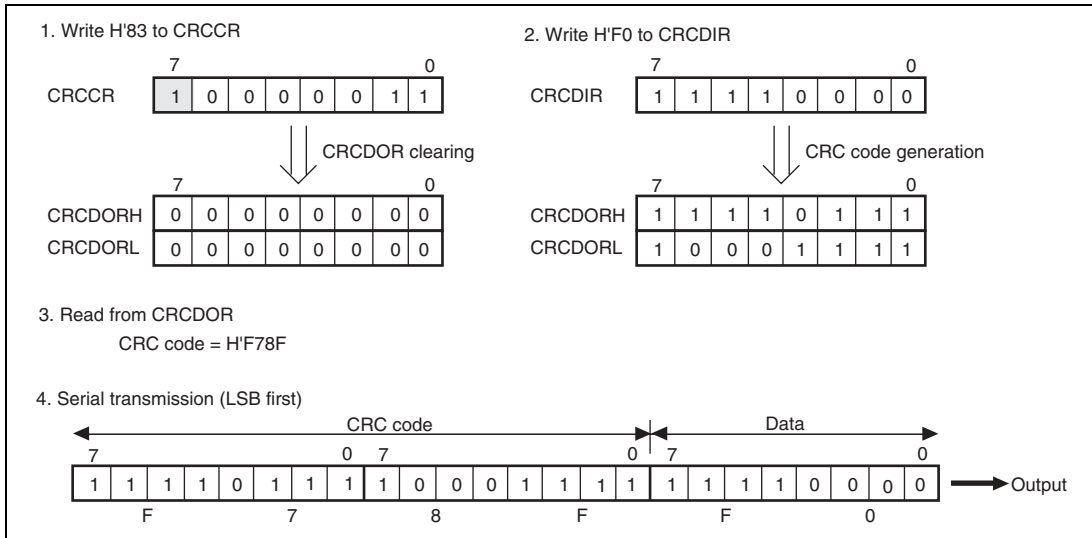 1. Write H'83 to CRCCR
7 0
CRCCR 1 0 0 0 0 0 1 1
CRCDOR clearing
7 0
CRCDORH 0 0 0 0 0 0 0 0
CRCDORL 0 0 0 0 0 0 0 0
2. Write H'F0 to CRCDIR
7 0
CRCDIR 1 1 1 1 0 0 0 0
CRC code generation
7 0
CRCDORH 1 1 1 1 0 1 1 1
CRCDORL 1 0 0 0 1 1 1 1
3. Read from CRCDOR
CRC code = H'F78F
4. Serial transmission (LSB first)
CRC code Data
7 0 7 0 7 0
1 1 1 1 0 1 1 1 1 0 0 0 1 1 1 1 1 1 1 1 0 0 0 0 Output
F 7 8 F F 0